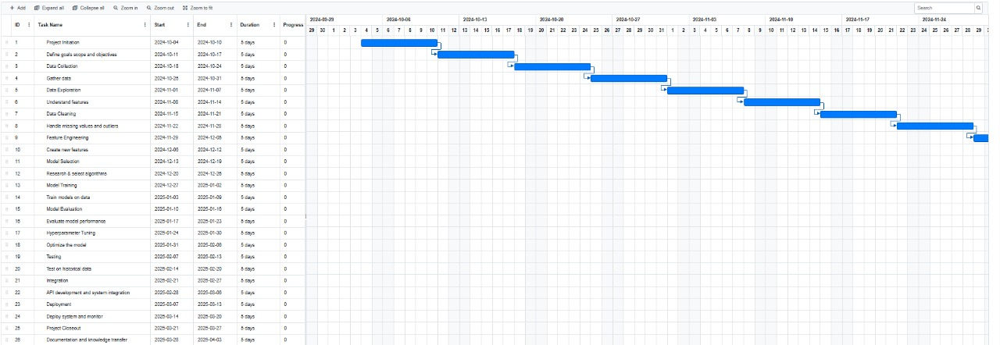 Add Expand all Collapse all Zoom in Zoom out Zoom to fit Search
2024-09-29 2024-10-06 2024-10-13 2024-10-20 2024-10-27 2024-11-03 2024-11-10 2024-11-17 2024-11-24
ID Task Name Start End Duration Progress
29 30 1 2 3 4 5 6 7 8 9 10 11 12 13 14 15 16 17 18 19 20 21 22 23 24 25 26 27 28 29 30 31 1 2 3 4 5 6 7 8 9 10 11 12 13 14 15 16 17 18 19 20 21 22 23 24 25 26 27 28 29
1 Project Initiation 2024-10-04 2024-10-10 5 days 0
2 Define goals scope and objectives 2024-10-11 2024-10-17 5 days 0
3 Data Collection 2024-10-18 2024-10-24 5 days 0
4 Gather data 2024-10-25 2024-10-31 5 days 0
5 Data Exploration 2024-11-01 2024-11-07 5 days 0
6 Understand features 2024-11-08 2024-11-14 5 days 0
7 Data Cleaning 2024-11-15 2024-11-21 5 days 0
8 Handle missing values and outliers 2024-11-22 2024-11-28 5 days 0
9 Feature Engineering 2024-11-29 2024-12-05 5 days 0
10 Create new features 2024-12-06 2024-12-12 5 days 0
11 Model Selection 2024-12-13 2024-12-19 5 days 0
12 Research & select algorithms 2024-12-20 2024-12-26 5 days 0
13 Model Training 2024-12-27 2025-01-02 5 days 0
14 Train models on data 2025-01-03 2025-01-09 5 days 0
15 Model Evaluation 2025-01-10 2025-01-16 5 days 0
16 Evaluate model performance 2025-01-17 2025-01-23 5 days 0
17 Hyperparameter Tuning 2025-01-24 2025-01-30 5 days 0
18 Optimize the model 2025-01-31 2025-02-06 5 days 0
19 Testing 2025-02-07 2025-02-13 5 days 0
20 Test on historical data 2025-02-14 2025-02-20 5 days 0
21 Integration 2025-02-21 2025-02-27 5 days 0
22 API development and system integration 2025-02-28 2025-03-06 5 days 0
23 Deployment 2025-03-07 2025-03-13 5 days 0
24 Deploy system and monitor 2025-03-14 2025-03-20 5 days 0
25 Project Closeout 2025-03-21 2025-03-27 5 days 0
26 Documentation and knowledge transfer 2025-03-28 2025-04-03 5 days 0